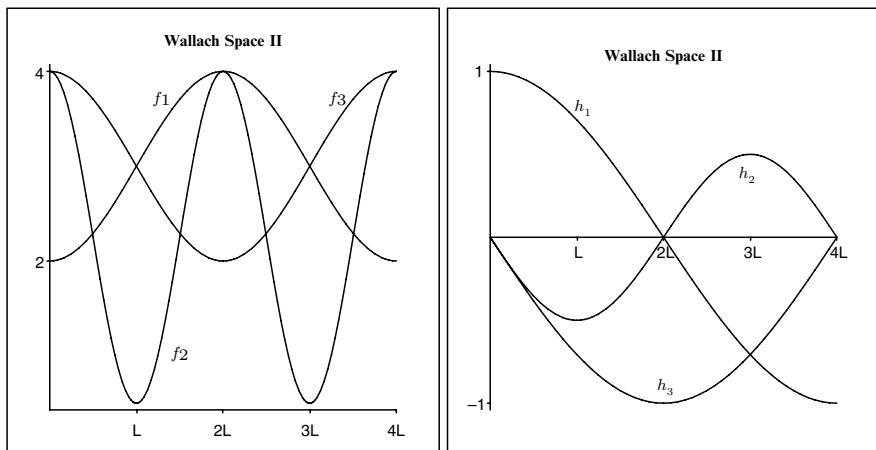 Wallach Space II
4
f1
f3
2
f2
L
2L
3L
4L
Wallach Space II
1
h₁
h₂
L
2L
3L
4L
h₃
−1